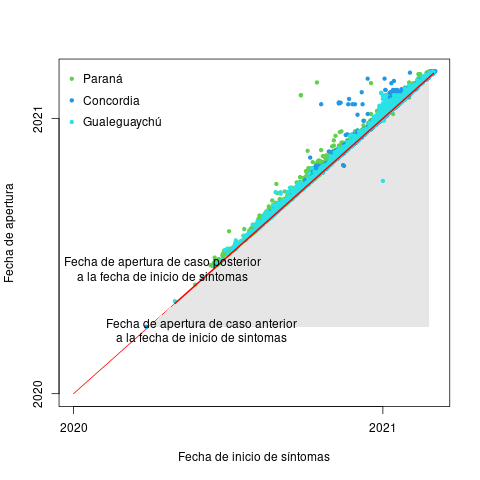 Paraná
Concordia
Gualeguaychú
2021
Fecha de apertura
Fecha de apertura de caso posterior
a la fecha de inicio de síntomas
Fecha de apertura de caso anterior
a la fecha de inicio de sintomas
2020
2020
2021
Fecha de inicio de síntomas